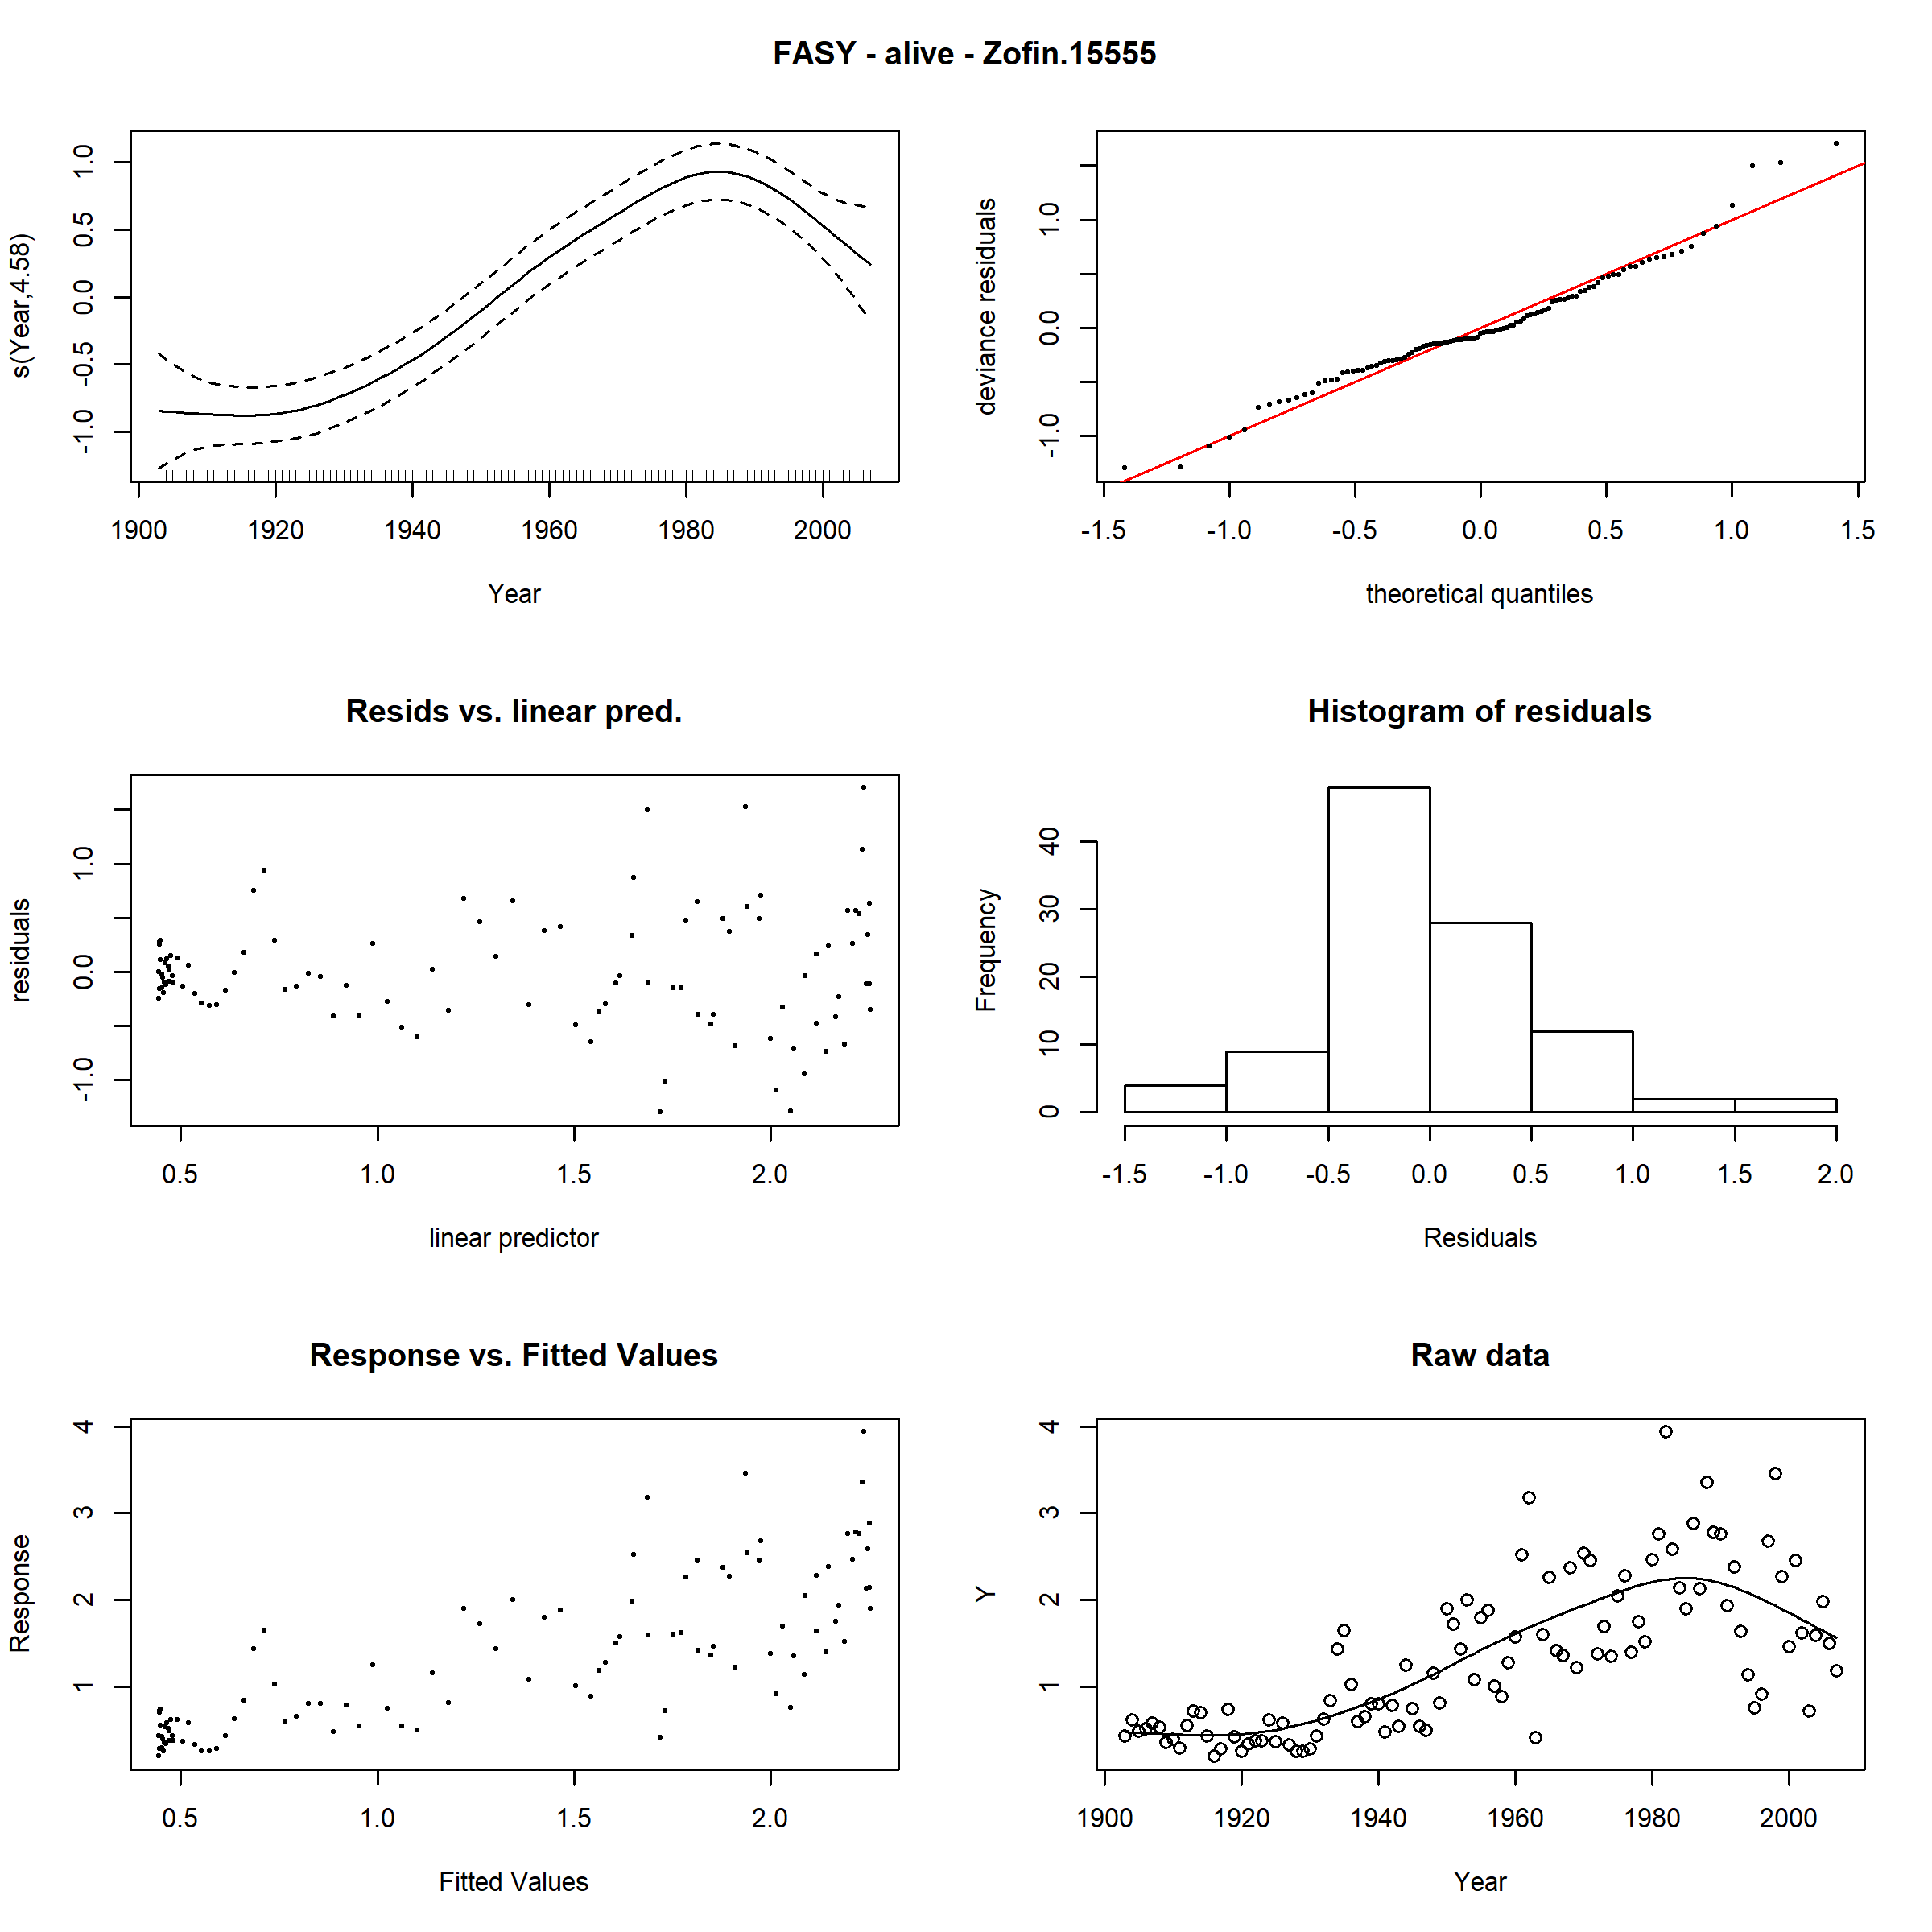 FASY - alive - Zofin.15555
s(Year,4.58)
1.0
0.5
0.0
-0.5
-1.0
1900 1920 1940 1960 1980 2000
Year
deviance residuals
1.0
0.0
-1.0
-1.5 -1.0 -0.5 0.0 0.5 1.0 1.5
theoretical quantiles
Resids vs. linear pred.
residuals
1.0
0.0
-1.0
0.5 1.0 1.5 2.0
linear predictor
Histogram of residuals
Frequency
40
30
20
10
0
-1.5 -1.0 -0.5 0.0 0.5 1.0 1.5 2.0
Residuals
Response vs. Fitted Values
Response
4
3
2
1
0.5 1.0 1.5 2.0
Fitted Values
Raw data
Y
4
3
2
1
1900 1920 1940 1960 1980 2000
Year